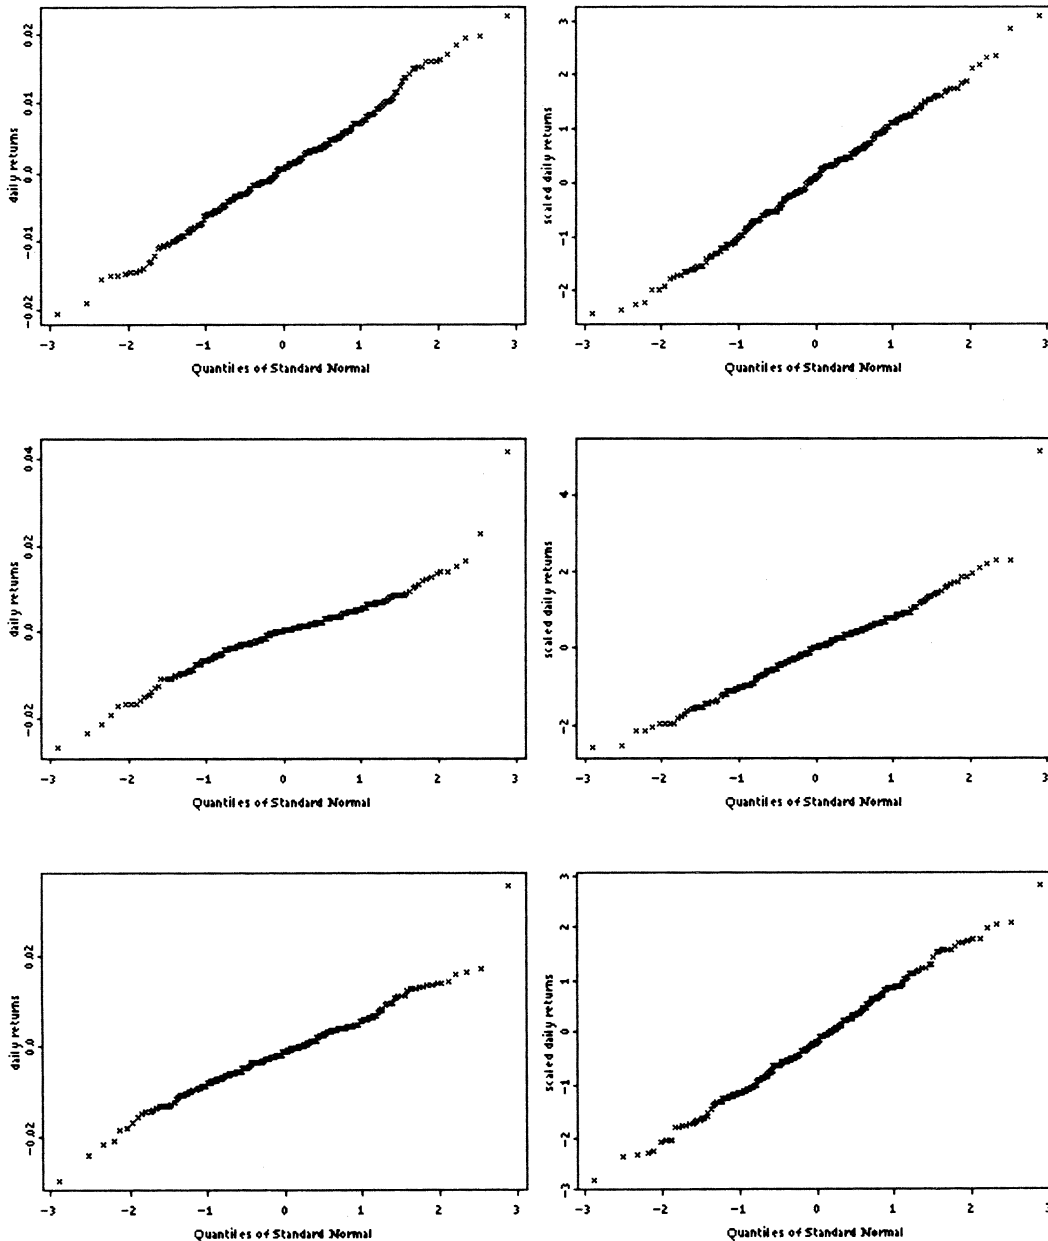 daily returns
0.02
0.01
0.0
-0.01
-0.02
-3 -2 -1 0 1 2 3
Quantiles of Standard Normal
scaled daily returns
3
2
1
0
-1
-2
-3 -2 -1 0 1 2 3
Quantiles of Standard Normal
daily returns
0.04
0.02
0.0
-0.02
-3 -2 -1 0 1 2 3
Quantiles of Standard Normal
scaled daily returns
4
2
0
-2
-3 -2 -1 0 1 2 3
Quantiles of Standard Normal
daily returns
0.02
0.0
-0.02
-3 -2 -1 0 1 2 3
Quantiles of Standard Normal
scaled daily returns
3
2
1
0
-1
-2
-3
-3 -2 -1 0 1 2 3
Quantiles of Standard Normal